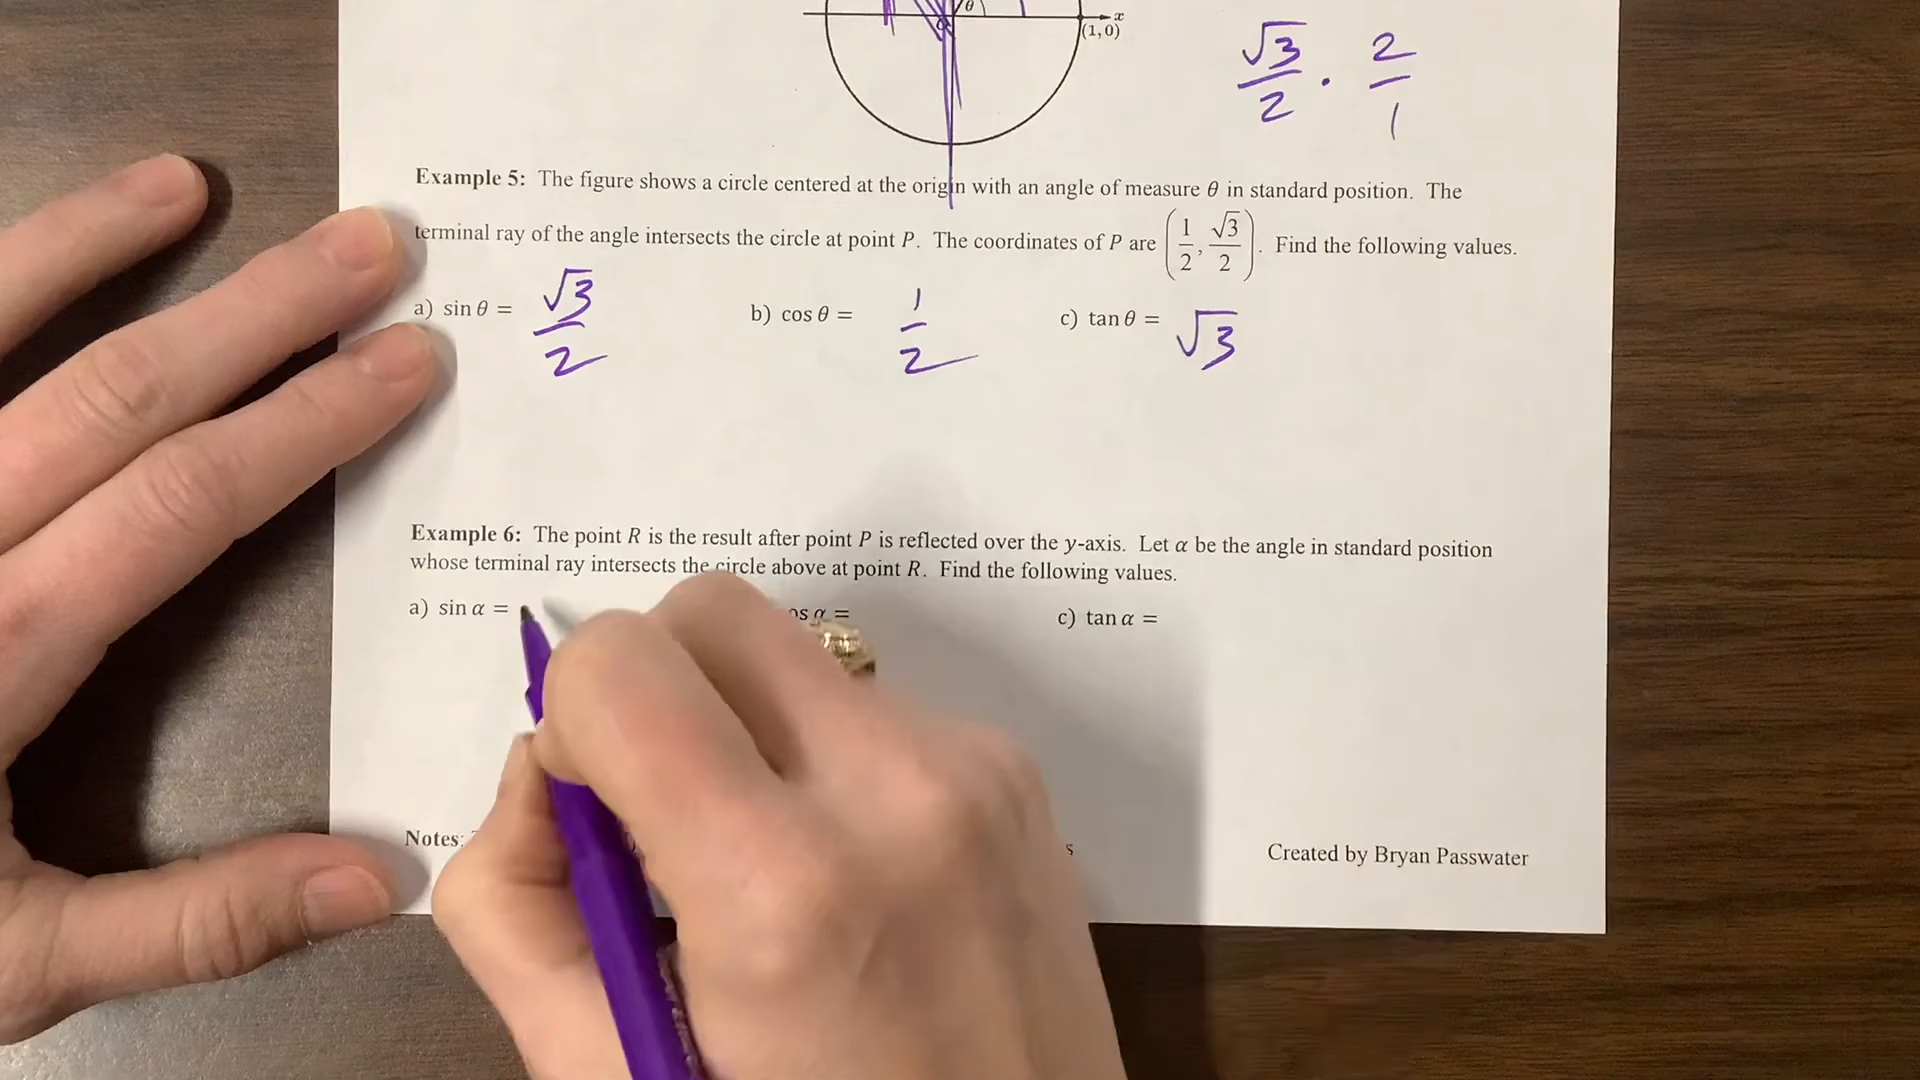 θ
x
(1, 0)
√3/2 · 2/1
Example 5: The figure shows a circle centered at the origin with an angle of measure θ in standard position. The
terminal ray of the angle intersects the circle at point P. The coordinates of P are (1/2, √3/2). Find the following values.
a) sin θ = √3/2 b) cos θ = 1/2 c) tan θ = √3
Example 6: The point R is the result after point P is reflected over the y-axis. Let α be the angle in standard position
whose terminal ray intersects the circle above at point R. Find the following values.
a) sin α = os α = c) tan α =
Notes: s Created by Bryan Passwater